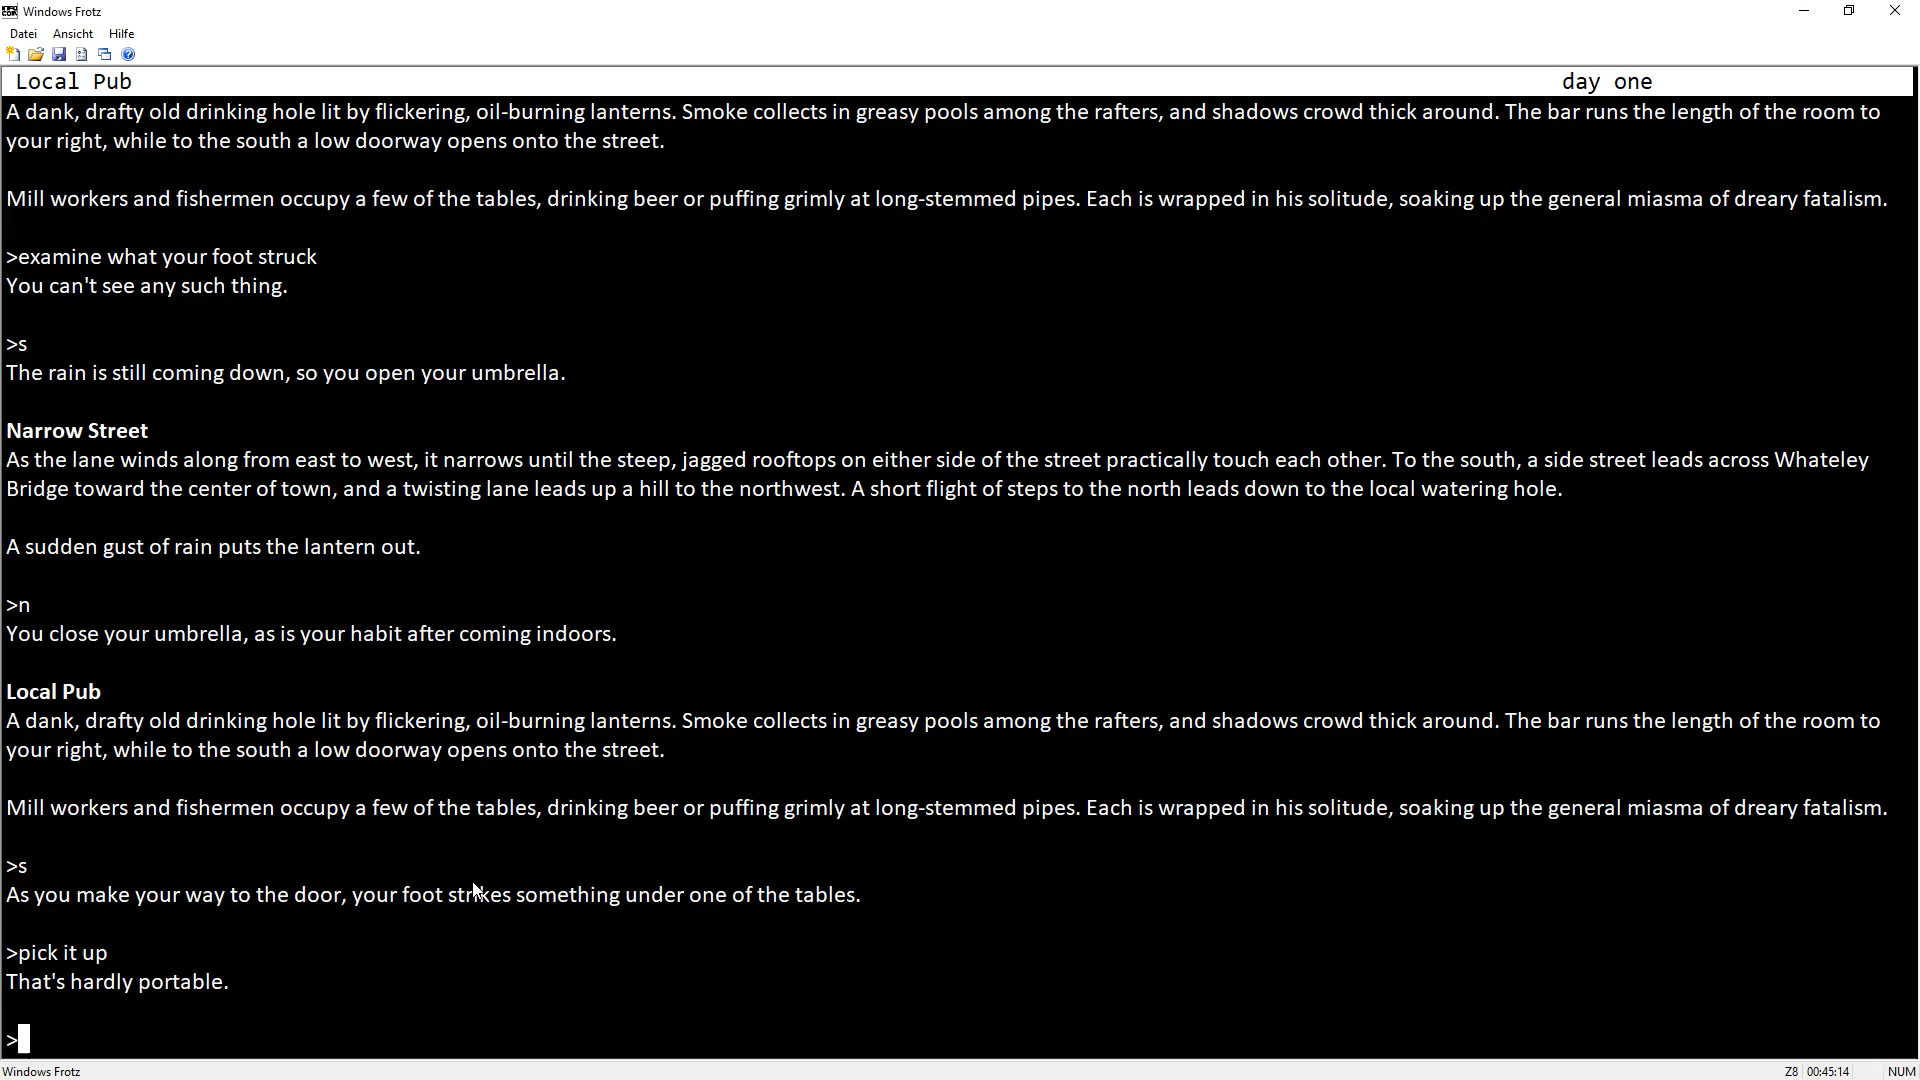 Windows Frotz
Datei Ansicht Hilfe
Local Pub day one
A dank, drafty old drinking hole lit by flickering, oil-burning lanterns. Smoke collects in greasy pools among the rafters, and shadows crowd thick around. The bar runs the length of the room to
your right, while to the south a low doorway opens onto the street.
Mill workers and fishermen occupy a few of the tables, drinking beer or puffing grimly at long-stemmed pipes. Each is wrapped in his solitude, soaking up the general miasma of dreary fatalism.
>examine what your foot struck
You can't see any such thing.
>s
The rain is still coming down, so you open your umbrella.
Narrow Street
As the lane winds along from east to west, it narrows until the steep, jagged rooftops on either side of the street practically touch each other. To the south, a side street leads across Whateley
Bridge toward the center of town, and a twisting lane leads up a hill to the northwest. A short flight of steps to the north leads down to the local watering hole.
A sudden gust of rain puts the lantern out.
>n
You close your umbrella, as is your habit after coming indoors.
Local Pub
A dank, drafty old drinking hole lit by flickering, oil-burning lanterns. Smoke collects in greasy pools among the rafters, and shadows crowd thick around. The bar runs the length of the room to
your right, while to the south a low doorway opens onto the street.
Mill workers and fishermen occupy a few of the tables, drinking beer or puffing grimly at long-stemmed pipes. Each is wrapped in his solitude, soaking up the general miasma of dreary fatalism.
>s
As you make your way to the door, your foot strikes something under one of the tables.
>pick it up
That's hardly portable.
>
Windows Frotz Z8 00:45:14 NUM